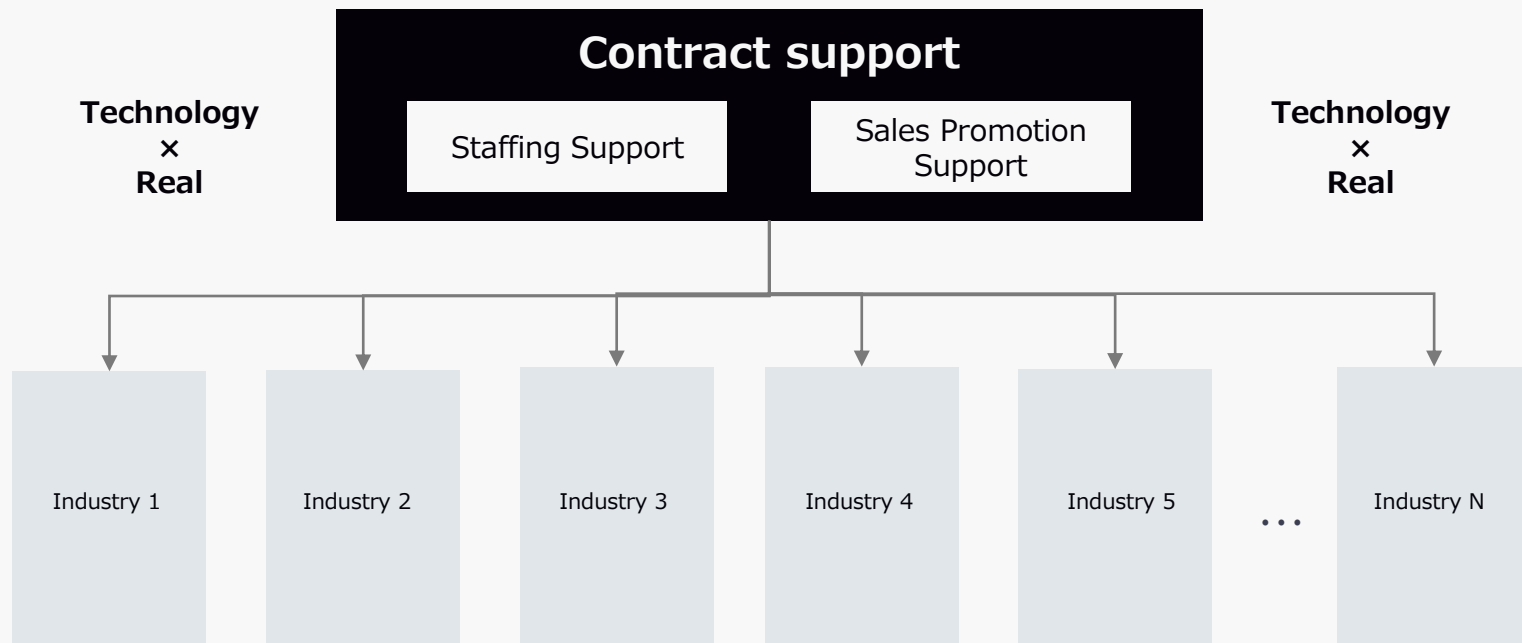 Contract support
Technology
×
Real
Staffing Support
Sales Promotion
Support
Technology
×
Real
Industry 1
Industry 2
Industry 3
Industry 4
Industry 5
...
Industry N